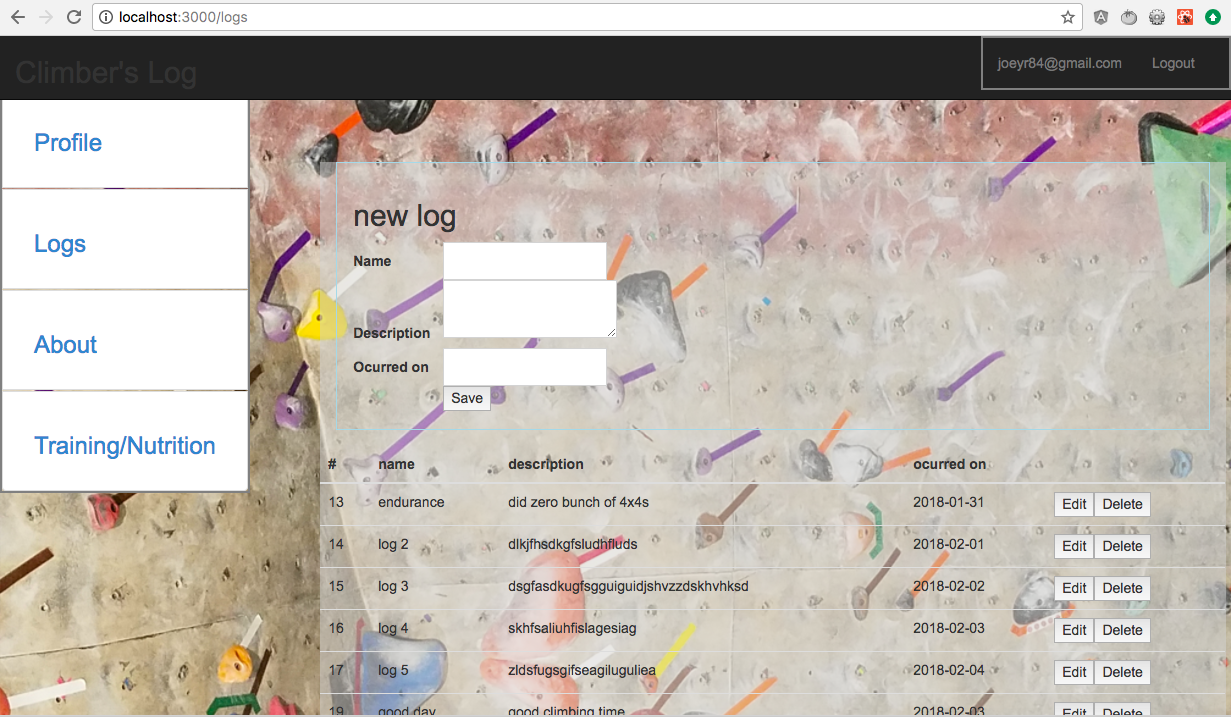 localhost:3000/logs
Climber's Log
joeyr84@gmail.com Logout
Profile
Logs
About
Training/Nutrition
new log
Name
Description
Ocurred on
Save
# name description ocurred on
13 endurance did zero bunch of 4x4s 2018-01-31 Edit Delete
14 log 2 dlkjfhsdkgfsludhfluds 2018-02-01 Edit Delete
15 log 3 dsgfasdkugfsgguiguidjshvzzdskhvhksd 2018-02-02 Edit Delete
16 log 4 skhfsaliuhfislagesiag 2018-02-03 Edit Delete
17 log 5 zldsfugsgifseagiluguliea 2018-02-04 Edit Delete
19 good day good climbing time 2018-02-03 Edit Delete